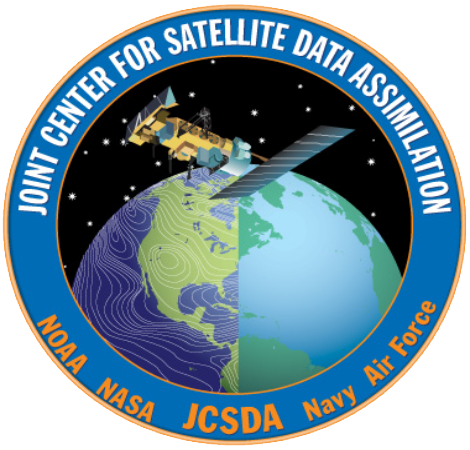 JOINT CENTER FOR SATELLITE DATA ASSIMILATION
NOAA NASA JCSDA Navy Air Force